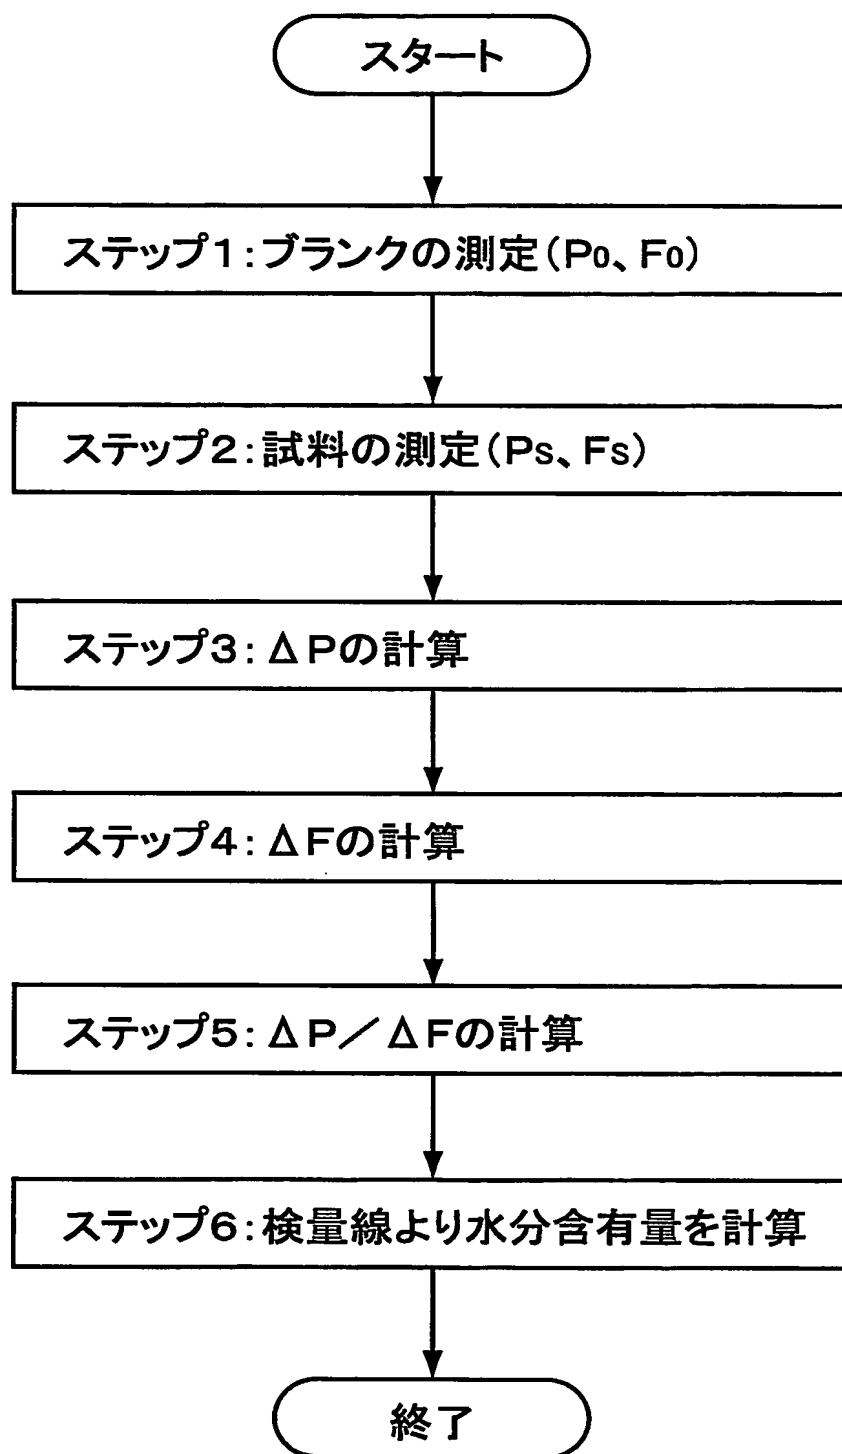 スタート
ステップ1:ブランクの測定(P0、F0)
ステップ2:試料の測定(PS、FS)
ステップ3:ΔPの計算
ステップ4:ΔFの計算
ステップ5:ΔP/ΔFの計算
ステップ6:検量線より水分含有量を計算
終了